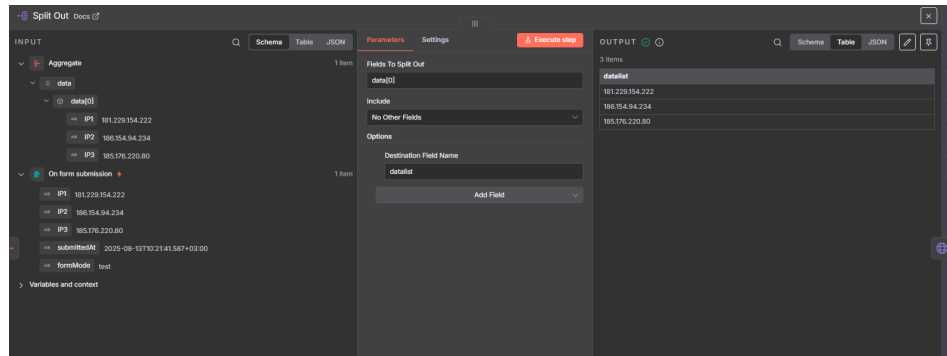 Split Out Docs
INPUT
Schema Table JSON
Aggregate 1 item
data
data[0]
IP1 181.229.154.222
IP2 186.154.94.234
IP3 185.176.220.80
On form submission 1 item
IP1 181.229.154.222
IP2 186.154.94.234
IP3 185.176.220.80
submittedAt 2025-08-13T10:21:41.587+03:00
formMode test
Variables and context
Parameters Settings Execute step
Fields To Split Out
data[0]
Include
No Other Fields
Options
Destination Field Name
datalist
Add Field
OUTPUT
Schema Table JSON
3 items
datalist
181.229.154.222
186.154.94.234
185.176.220.80